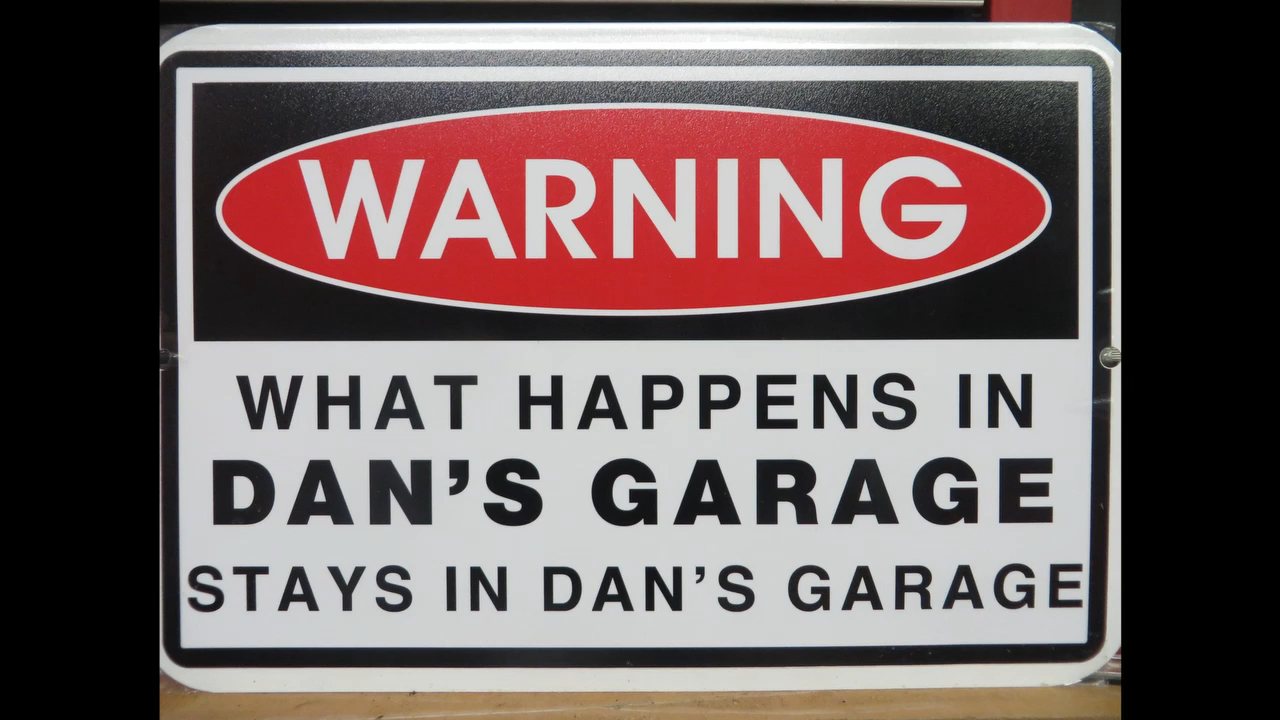 WARNING
WHAT HAPPENS IN
DAN'S GARAGE
STAYS IN DAN'S GARAGE